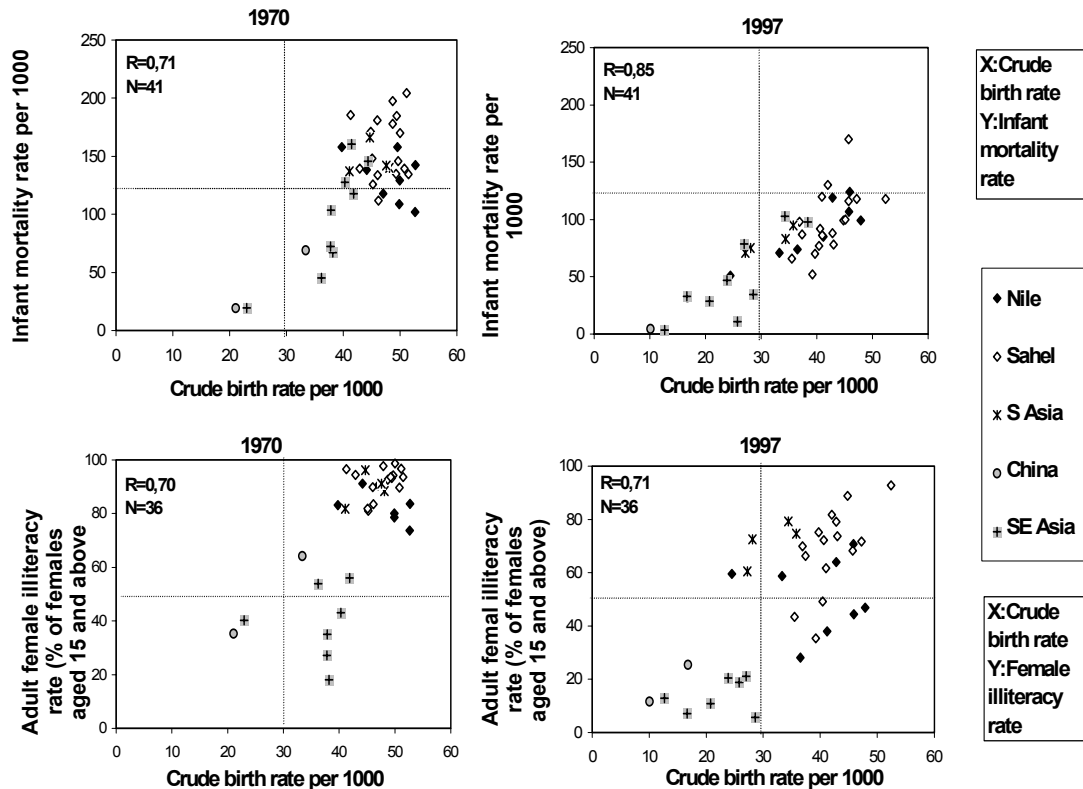 1970
Infant mortality rate per 1000
250
200
150
100
50
0
R=0,71
N=41
0 10 20 30 40 50 60
Crude birth rate per 1000
1997
Infant mortality rate per
1000
250
200
150
100
50
0
R=0,85
N=41
0 10 20 30 40 50 60
Crude birth rate per 1000
X:Crude
birth rate
Y:Infant
mortality
rate
1970
Adult female illiteracy
rate (% of females
aged 15 and above)
100
80
60
40
20
0
R=0,70
N=36
0 10 20 30 40 50 60
Crude birth rate per 1000
1997
Adult femal illiteracy
rate (% of females
aged 15 and above)
100
80
60
40
20
0
R=0,71
N=36
0 10 20 30 40 50 60
Crude birth rate per 1000
Nile
Sahel
S Asia
China
SE Asia
X:Crude
birth rate
Y:Female
illiteracy
rate